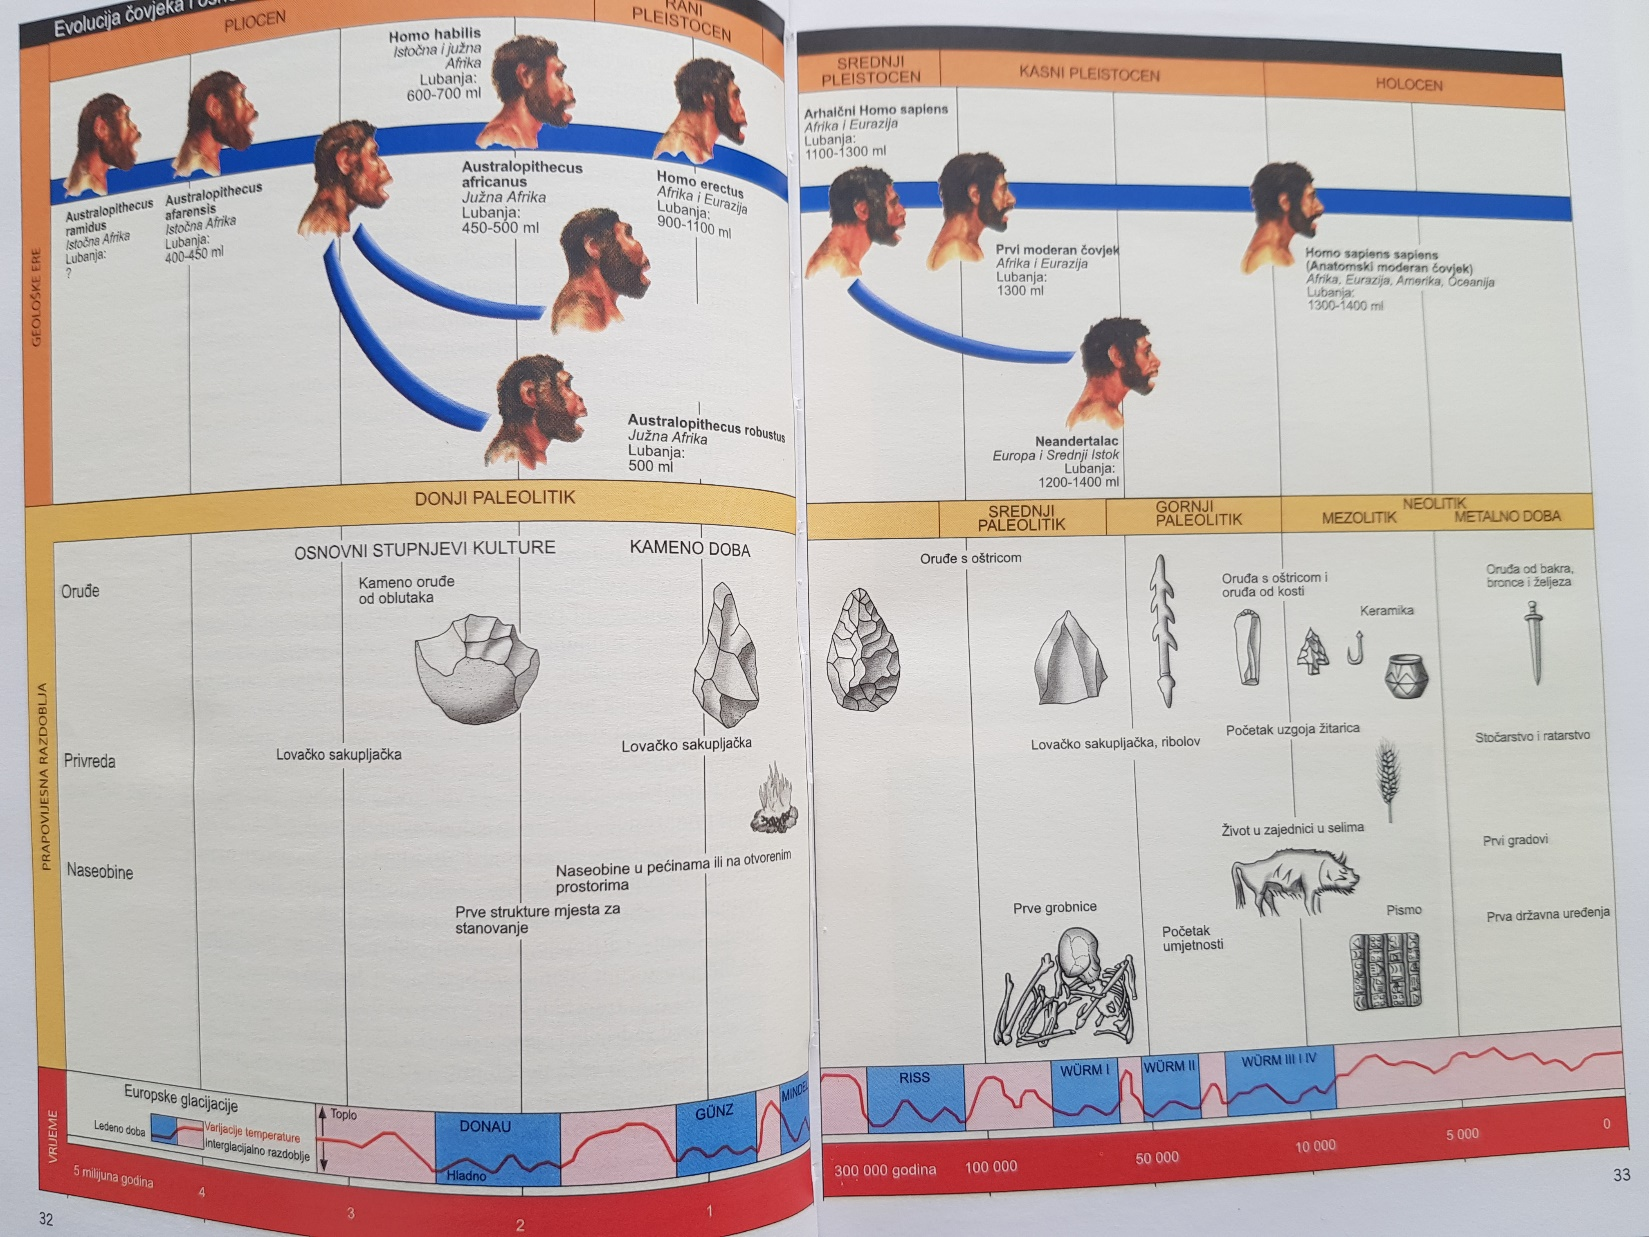 Evolucija čovjeka i
PLIOCEN
RANI
PLEISTOCEN
SREDNJI
PLEISTOCEN
KASNI PLEISTOCEN
HOLOCEN
GEOLOŠKE ERE
Australopithecus
ramidus
Istočna Afrika
Lubanja:
?
Australopithecus
afarensis
Istočna Afrika
Lubanja:
400-450 ml
Homo habilis
Istočna i južna
Afrika
Lubanja:
600-700 ml
Australopithecus
africanus
Južna Afrika
Lubanja:
450-500 ml
Homo erectus
Afrika i Eurazija
Lubanja:
900-1100 ml
Australopithecus robustus
Južna Afrika
Lubanja:
500 ml
Arhaični Homo sapiens
Afrika i Eurazija
Lubanja:
1100-1300 ml
Prvi moderan čovjek
Afrika i Eurazija
Lubanja:
1300 ml
Homo sapiens sapiens
(Anatomski moderan čovjek)
Afrika, Eurazija, Amerika, Oceanija
Lubanja:
1300-1400 ml
Neandertalac
Europa i Srednji Istok
Lubanja:
1200-1400 ml
DONJI PALEOLITIK
SREDNJI
PALEOLITIK
GORNJI
PALEOLITIK
MEZOLITIK
NEOLITIK
METALNO DOBA
PRAPOVIJESNA RAZDOBLJA
OSNOVNI STUPNJEVI KULTURE
KAMENO DOBA
Oruđe
Kameno oruđe
od oblutaka
Oruđe s oštricom
Oruđa s oštricom i
oruđa od kosti
Keramika
Oruđa od bakra,
bronce i željeza
Privreda
Lovačko sakupljačka
Lovačko sakupljačka
Lovačko sakupljačka, ribolov
Početak uzgoja žitarica
Stočarstvo i ratarstvo
Naseobine
Naseobine u pećinama ili na otvorenim
prostorima
Prve strukture mjesta za
stanovanje
Život u zajednici u selima
Prvi gradovi
Prve grobnice
Početak
umjetnosti
Pismo
Prva državna uređenja
VRIJEME
Europske glacijacije
Ledeno doba
Varijacije temperature
interglacijalno razdoblje
Toplo
Hladno
DONAU
GÜNZ
MINDEL
RISS
WÜRM I
WÜRM II
WÜRM III I IV
5 milijuna godina
4
3
2
1
300 000 godina
100 000
50 000
10 000
5 000
0
32
33